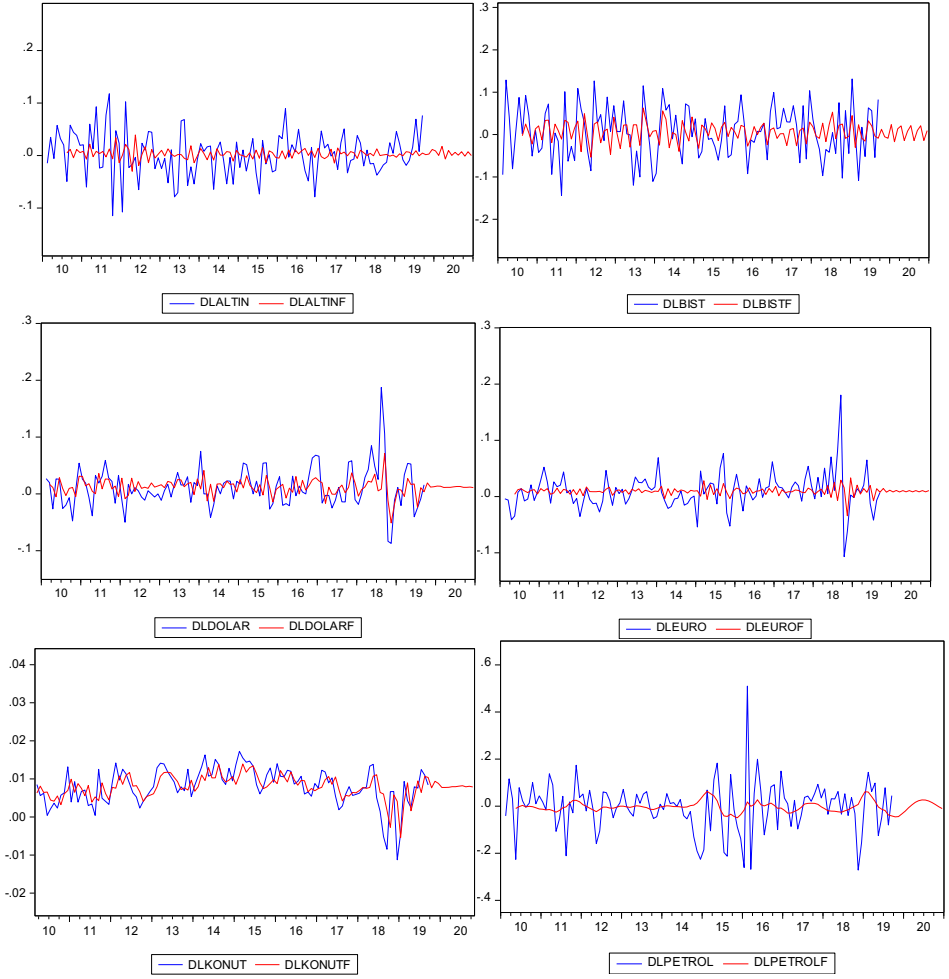 .2
.1
.0
-.1
10 11 12 13 14 15 16 17 18 19 20
DLALTIN DLALTINF
.3
.2
.1
.0
-.1
-.2
10 11 12 13 14 15 16 17 18 19 20
DLBIST DLBISTF
.3
.2
.1
.0
-.1
10 11 12 13 14 15 16 17 18 19 20
DLDOLAR DLDOLARF
.3
.2
.1
.0
-.1
10 11 12 13 14 15 16 17 18 19 20
DLEURO DLEUROF
.04
.03
.02
.01
.00
-.01
-.02
10 11 12 13 14 15 16 17 18 19 20
DLKONUT DLKONUTF
.6
.4
.2
.0
-.2
-.4
10 11 12 13 14 15 16 17 18 19 20
DLPETROL DLPETROLF